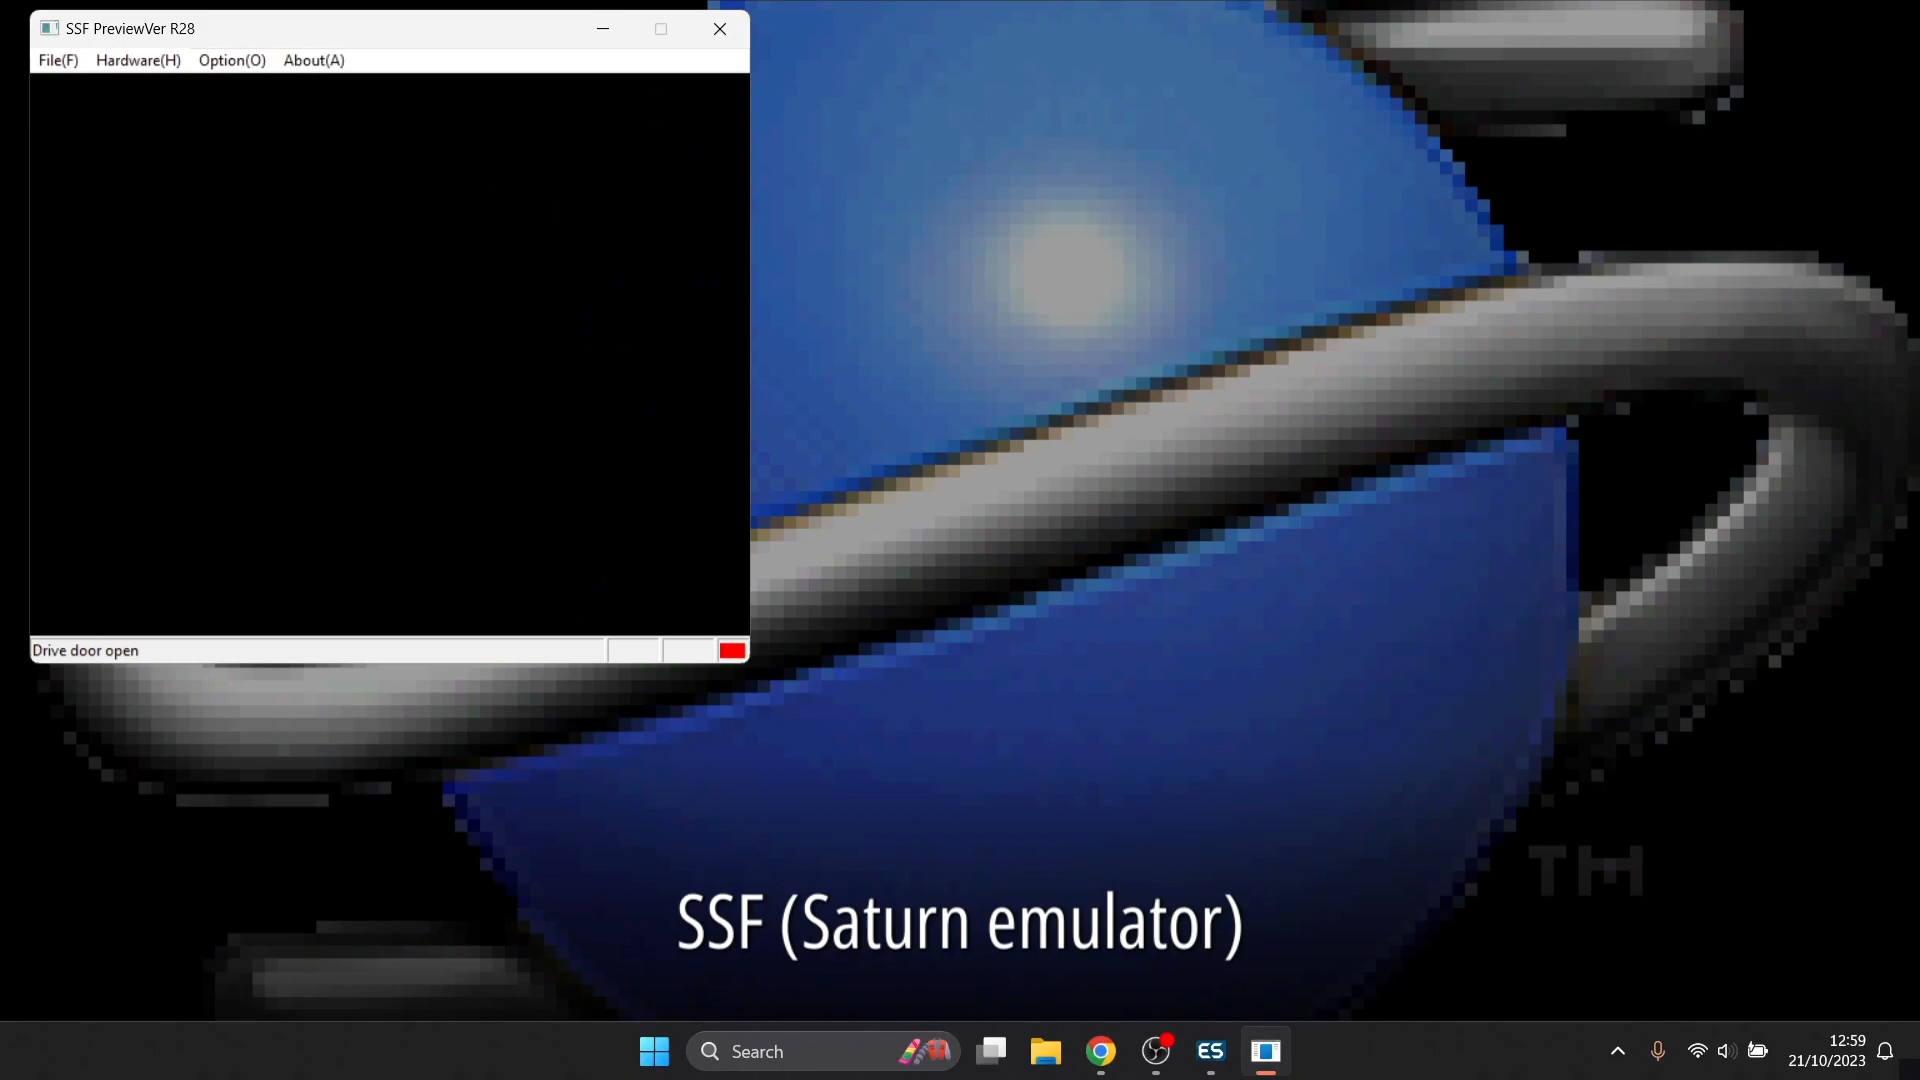 SSF PreviewVer R28
File(F) Hardware(H) Option(O) About(A)
Drive door open
TM
SSF (Saturn emulator)
Search
ES
12:59
21/10/2023